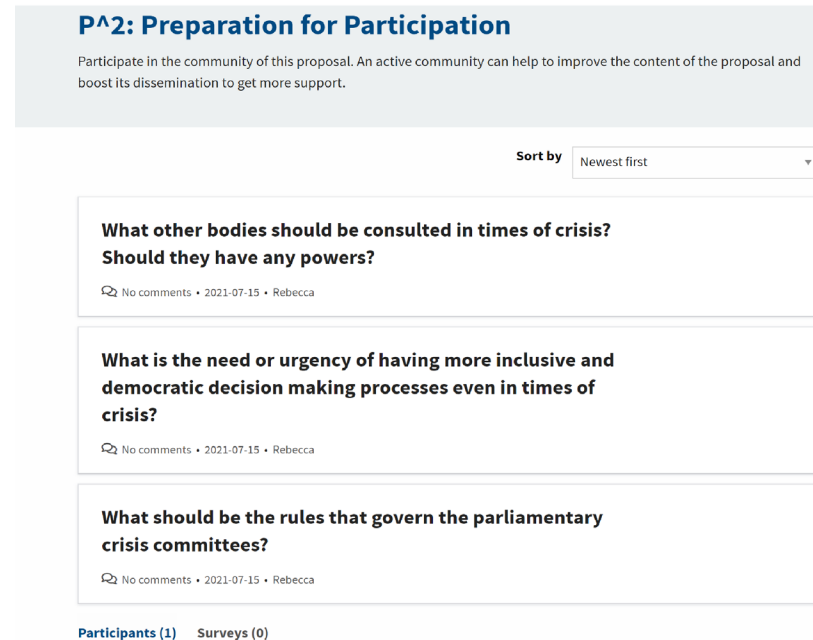 P^2: Preparation for Participation
Participate in the community of this proposal. An active community can help to improve the content of the proposal and
boost its dissemination to get more support.
Sort by
Newest first
What other bodies should be consulted in times of crisis?
Should they have any powers?
No comments • 2021-07-15 • Rebecca
What is the need or urgency of having more inclusive and
democratic decision making processes even in times of
crisis?
No comments • 2021-07-15 • Rebecca
What should be the rules that govern the parliamentary
crisis committees?
No comments • 2021-07-15 • Rebecca
Participants (1) Surveys (0)